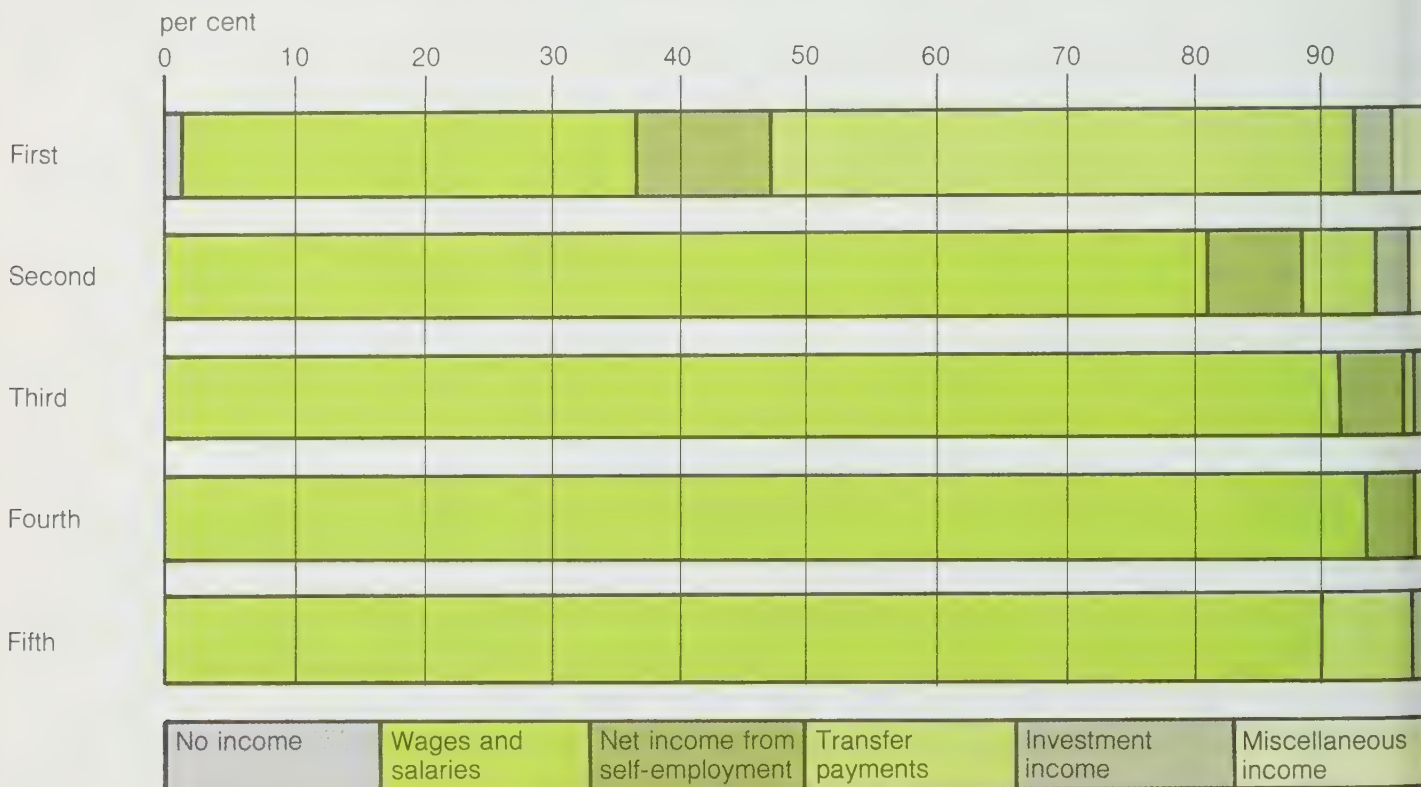 per cent
0 10 20 30 40 50 60 70 80 90
First
Second
Third
Fourth
Fifth
No income
Wages and
salaries
Net income from
self-employment
Transfer
payments
Investment
income
Miscellaneous
income